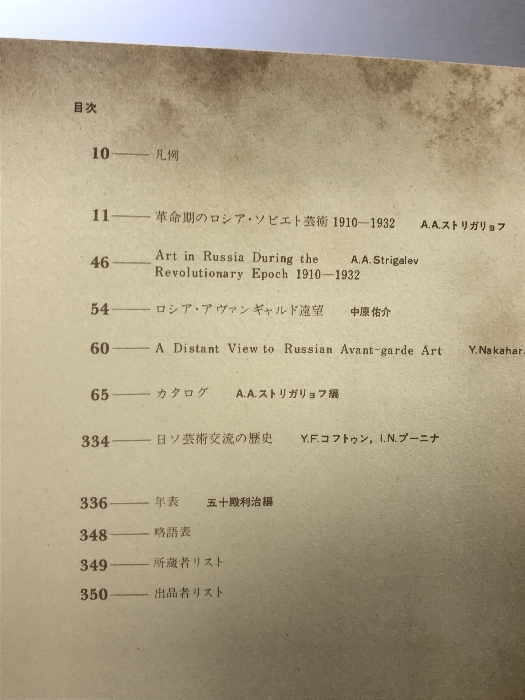 目次
10 凡例
11 革命期のロシア・ソビエト芸術 1910—1932 A.A.ストリガリョフ
46 Art in Russia During the A.A.Strigalev
Revolutionary Epoch 1910—1932
54 ロシア・アヴァンギャルド遠望 中原佑介
60 A Distant View to Russian Avant-garde Art Y.Nakahar
65 カタログ A.A.ストリガリョフ編
334 日ソ芸術交流の歴史 Y.F.コフトゥン, I.N.プーニナ
336 年表 五十殿利治編
348 略語表
349 所蔵者リスト
350 出品者リスト